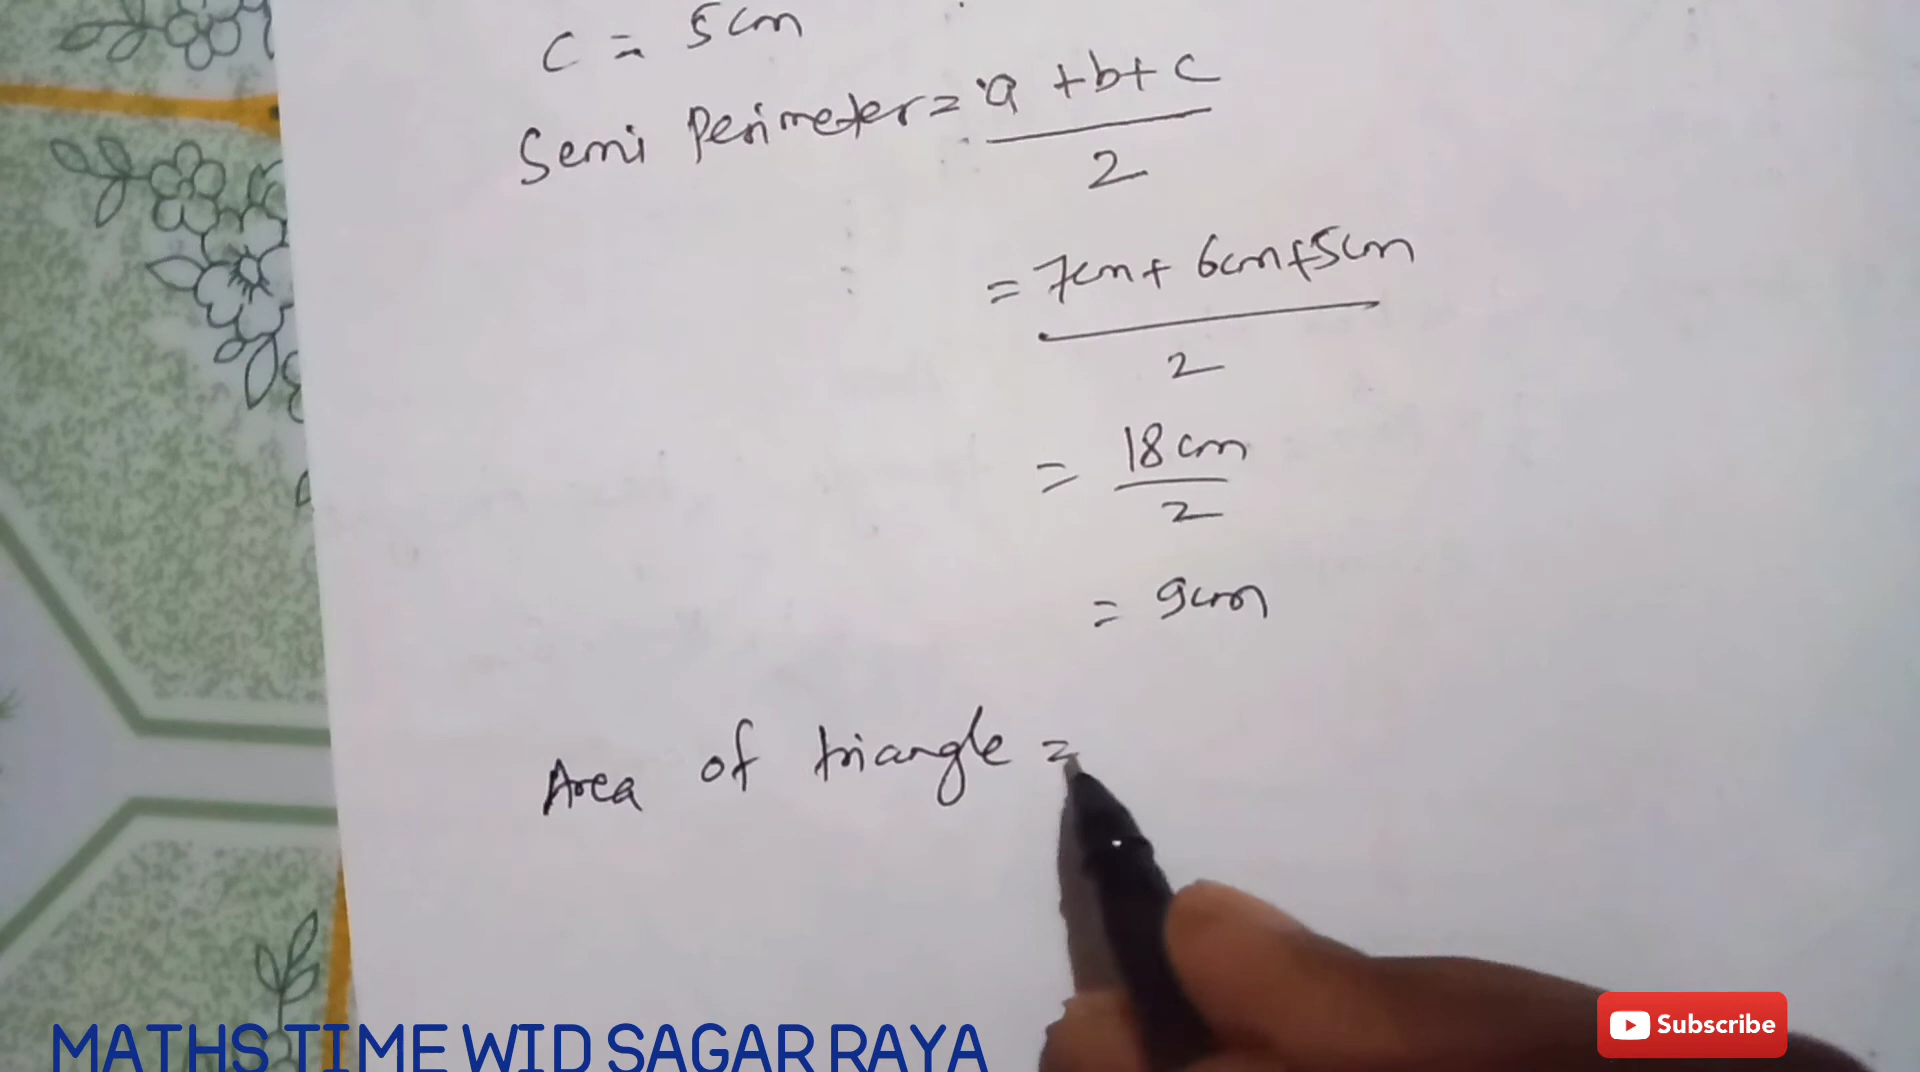 c = 5cm
Semi Perimeter = a + b + c
2
= 7cm + 6cm + 5cm
2
= 18cm
2
= 9cm
Area of triangle =
MATHS TIME WID SAGAR RAYA
Subscribe